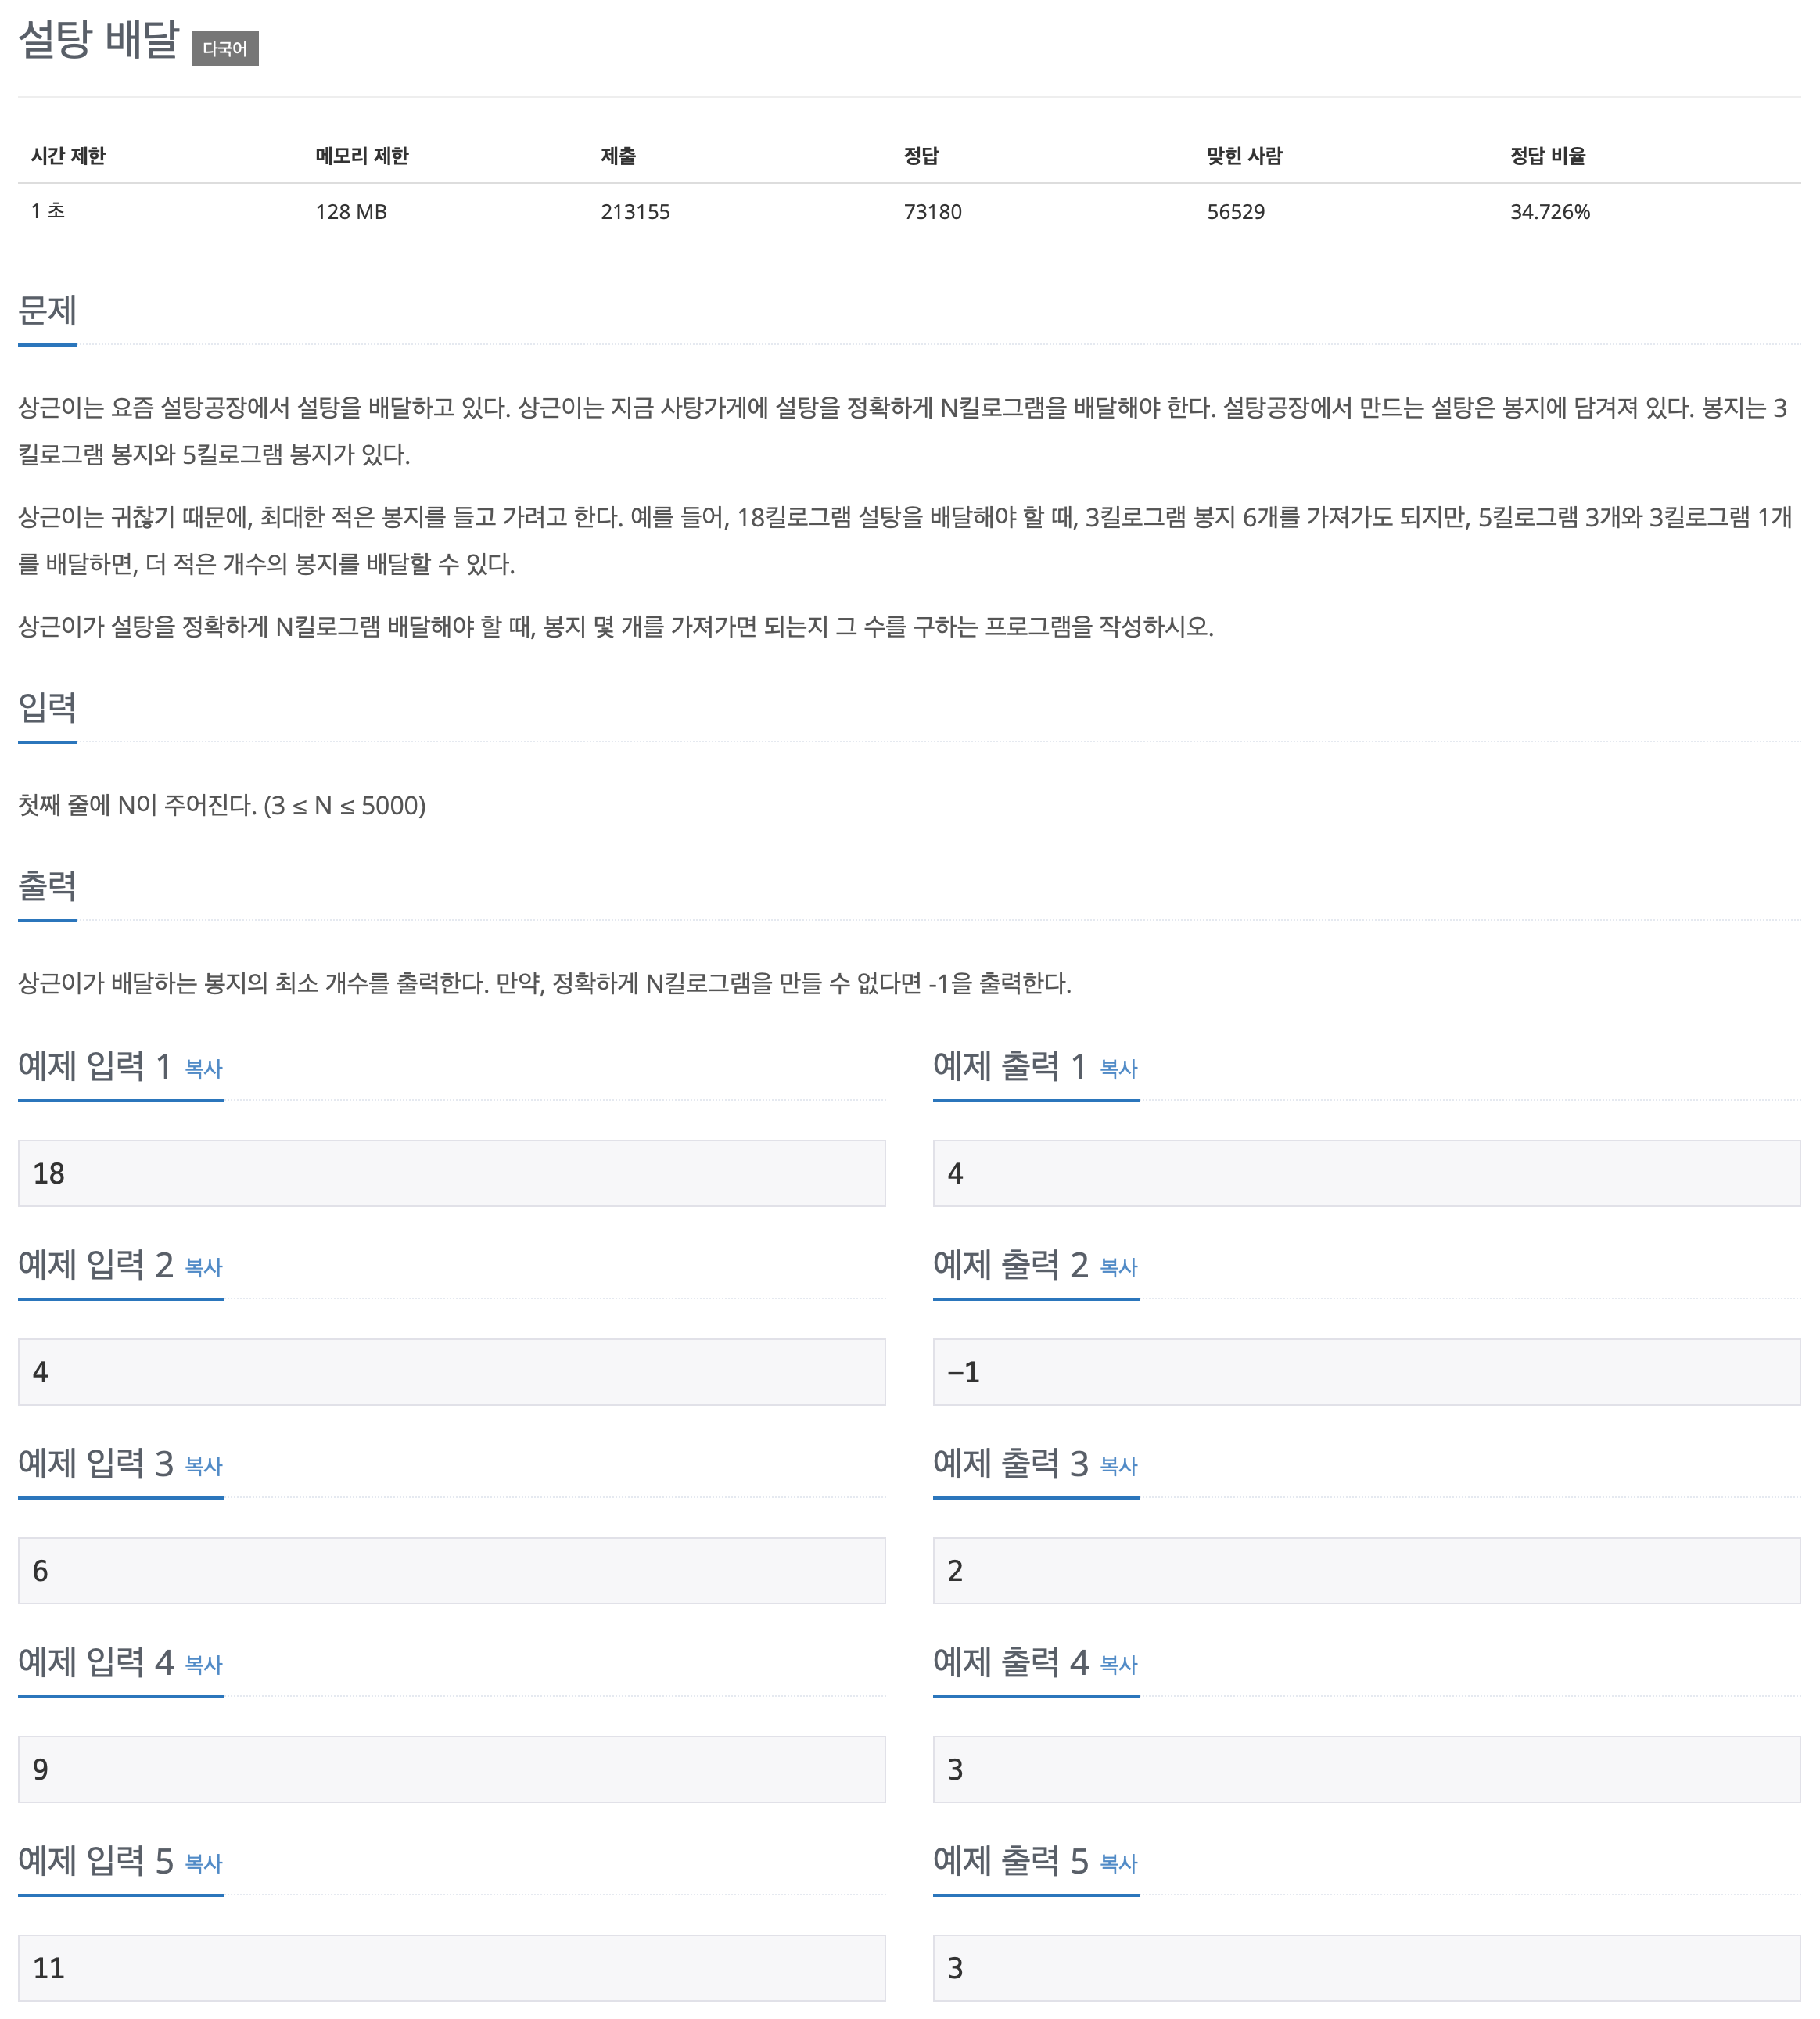 설탕 배달 다국어
시간 제한 메모리 제한 제출 정답 맞힌 사람 정답 비율
1 초 128 MB 213155 73180 56529 34.726%
문제
상근이는 요즘 설탕공장에서 설탕을 배달하고 있다. 상근이는 지금 사탕가게에 설탕을 정확하게 N킬로그램을 배달해야 한다. 설탕공장에서 만드는 설탕은 봉지에 담겨져 있다. 봉지는 3
킬로그램 봉지와 5킬로그램 봉지가 있다.
상근이는 귀찮기 때문에, 최대한 적은 봉지를 들고 가려고 한다. 예를 들어, 18킬로그램 설탕을 배달해야 할 때, 3킬로그램 봉지 6개를 가져가도 되지만, 5킬로그램 3개와 3킬로그램 1개
를 배달하면, 더 적은 개수의 봉지를 배달할 수 있다.
상근이가 설탕을 정확하게 N킬로그램 배달해야 할 때, 봉지 몇 개를 가져가면 되는지 그 수를 구하는 프로그램을 작성하시오.
입력
첫째 줄에 N이 주어진다. (3 ≤ N ≤ 5000)
출력
상근이가 배달하는 봉지의 최소 개수를 출력한다. 만약, 정확하게 N킬로그램을 만들 수 없다면 -1을 출력한다.
예제 입력 1 복사 예제 출력 1 복사
18 4
예제 입력 2 복사 예제 출력 2 복사
4 -1
예제 입력 3 복사 예제 출력 3 복사
6 2
예제 입력 4 복사 예제 출력 4 복사
9 3
예제 입력 5 복사 예제 출력 5 복사
11 3